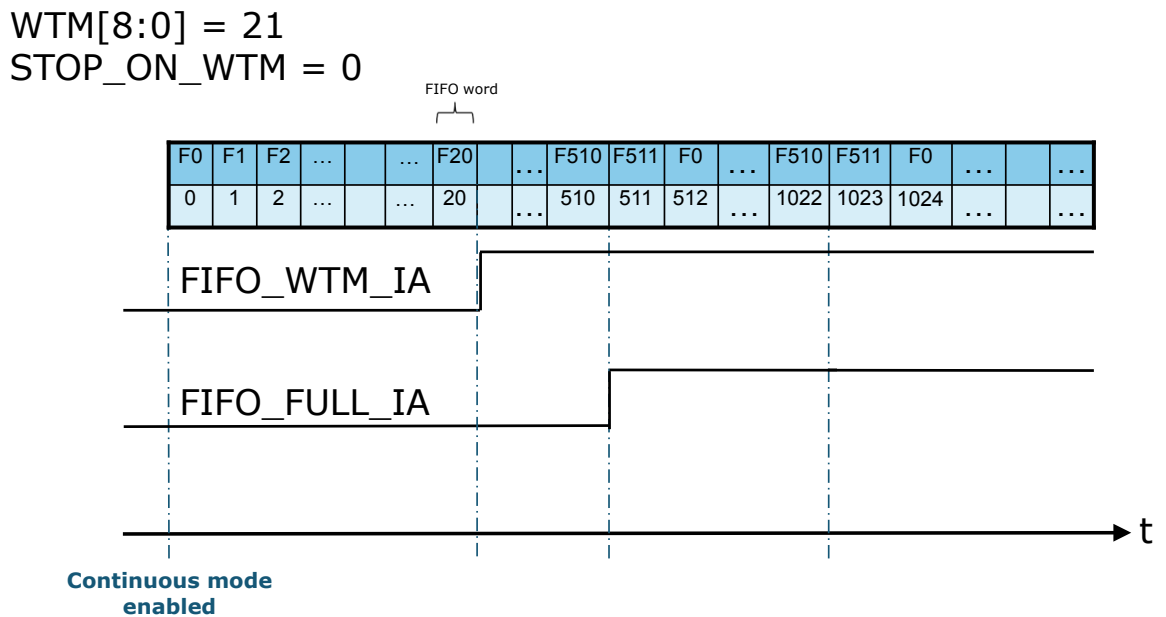 WTM[8:0] = 21
STOP_ON_WTM = 0
FIFO word
F0 F1 F2 ... ... F20 ... F510 F511 F0 ... F510 F511 F0 ... ...
0 1 2 ... ... 20 ... 510 511 512 ... 1022 1023 1024 ... ...
FIFO_WTM_IA
FIFO_FULL_IA
t
Continuous mode
enabled